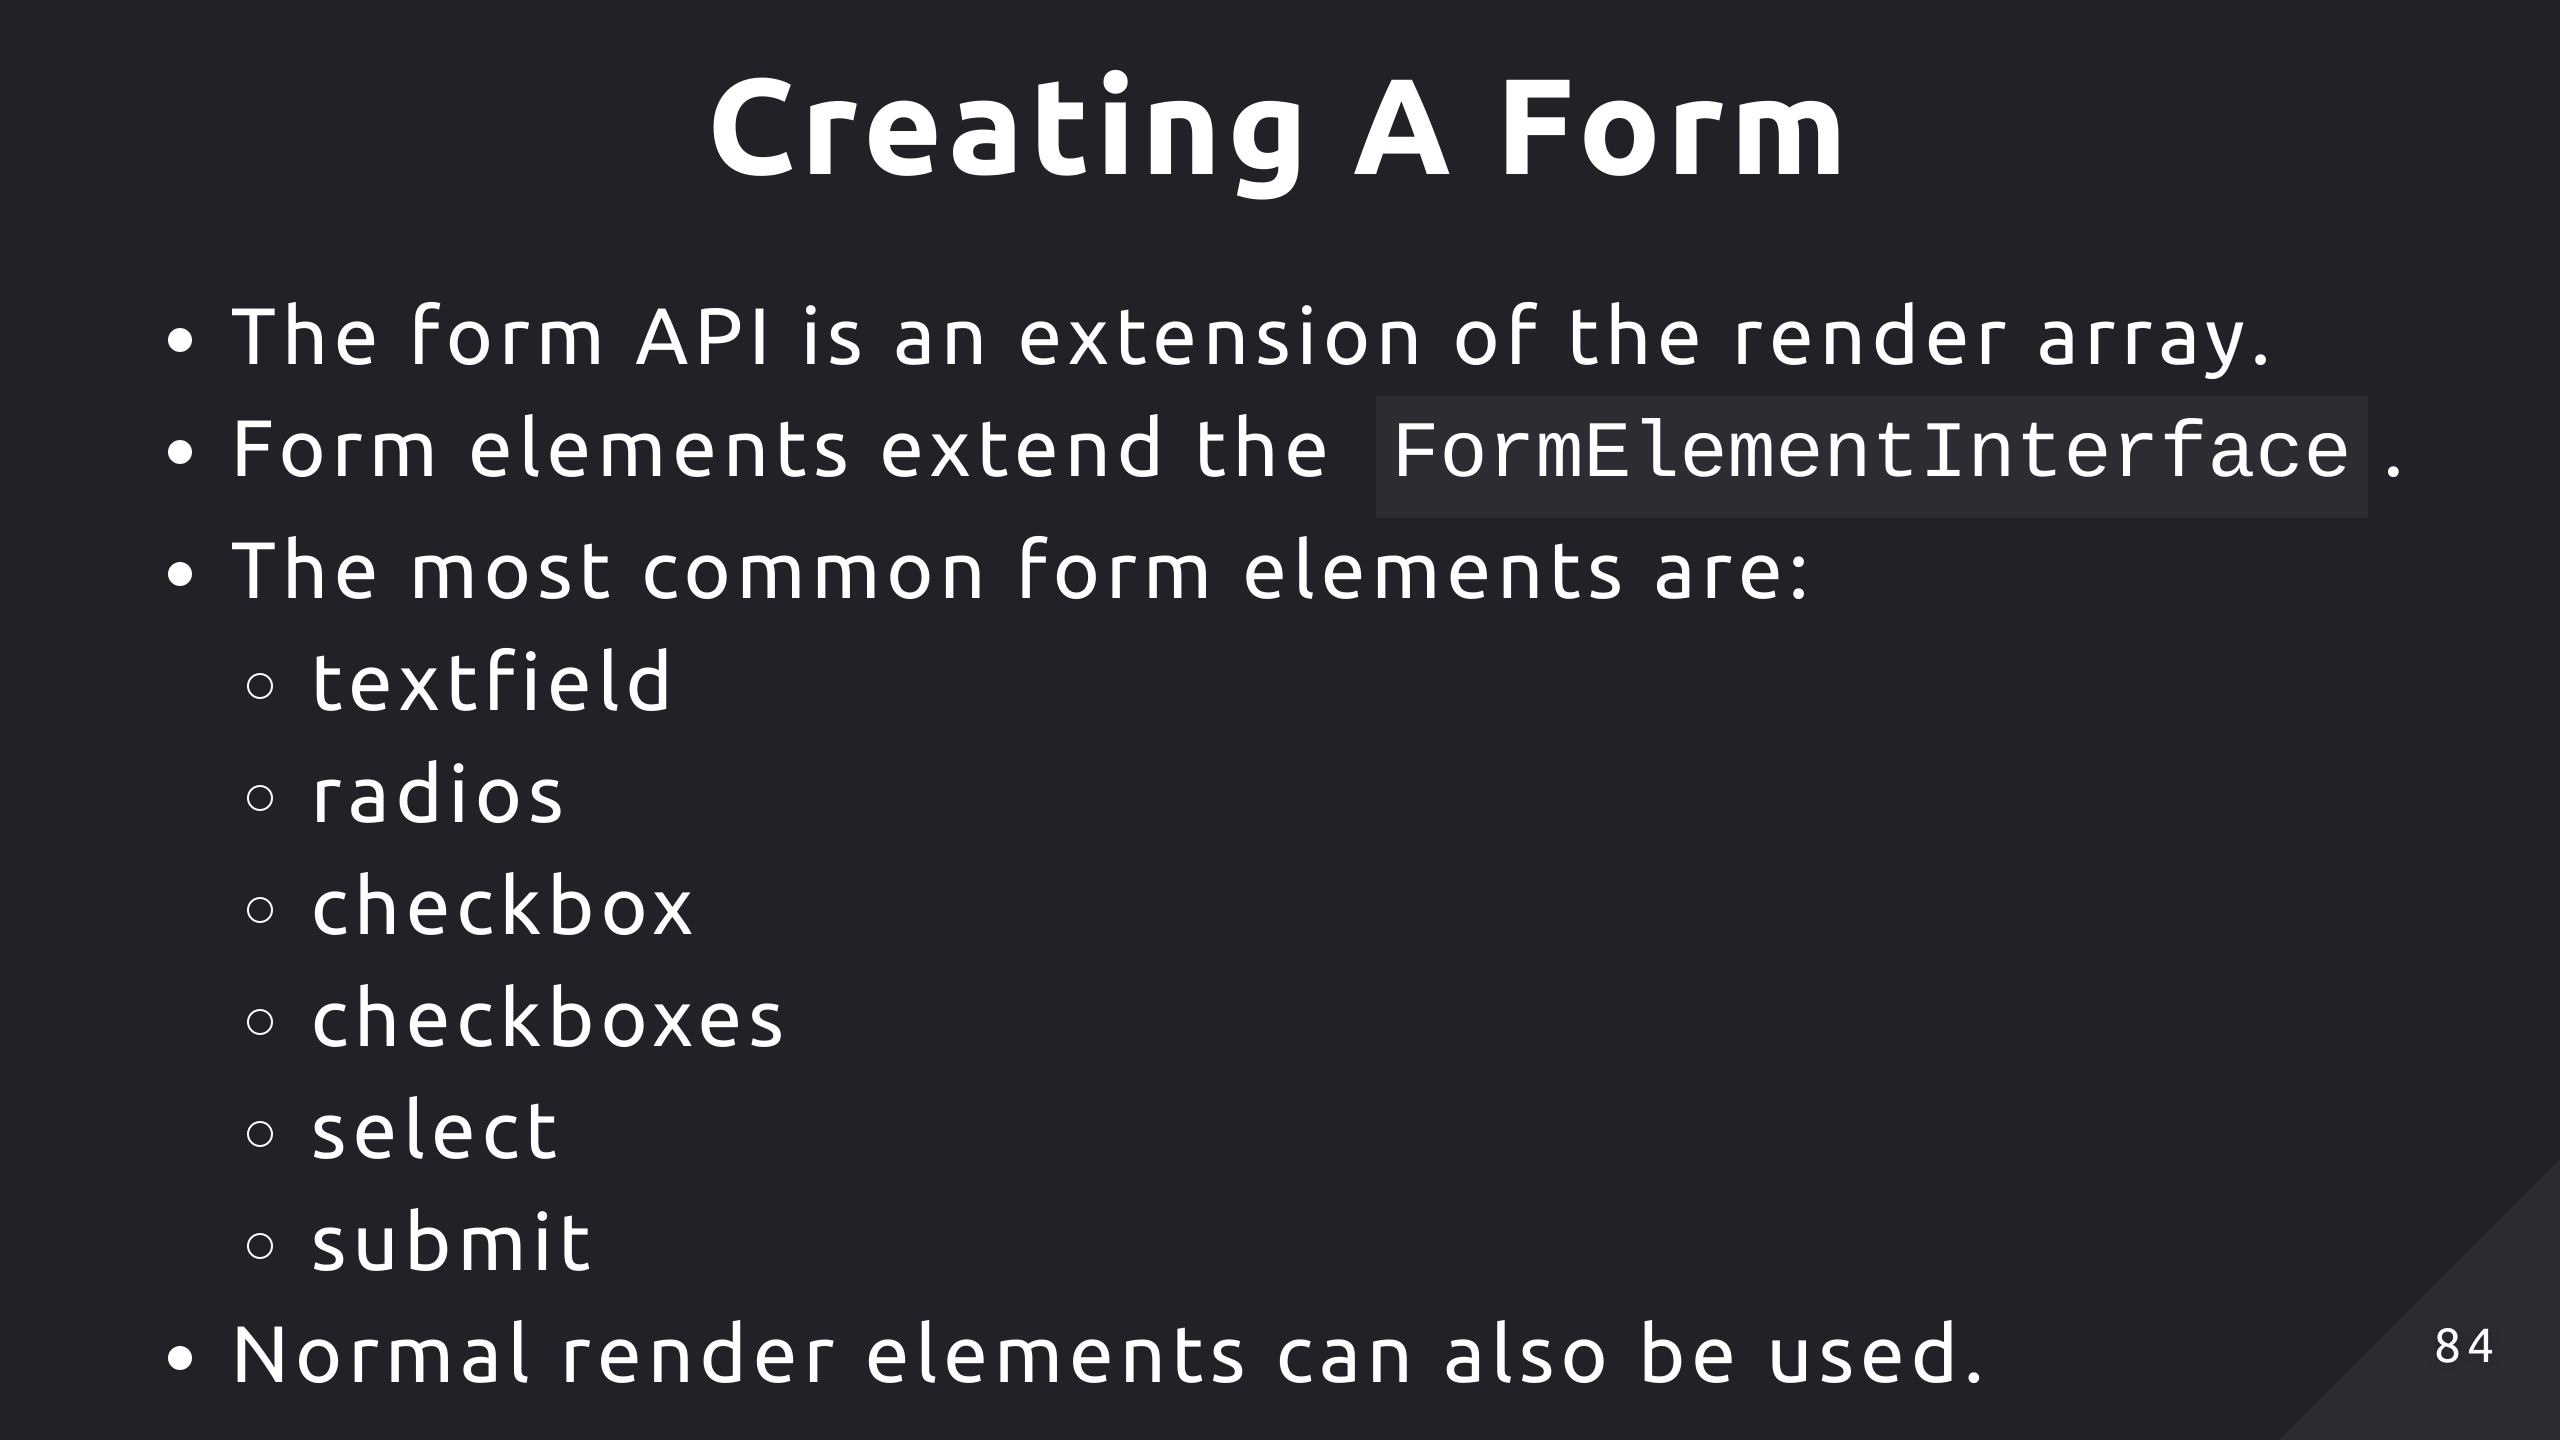 Creating A Form
• The form API is an extension of the render array.
• Form elements extend the FormElementInterface .
• The most common form elements are:
○ textfield
○ radios
○ checkbox
○ checkboxes
○ select
○ submit
• Normal render elements can also be used.
84